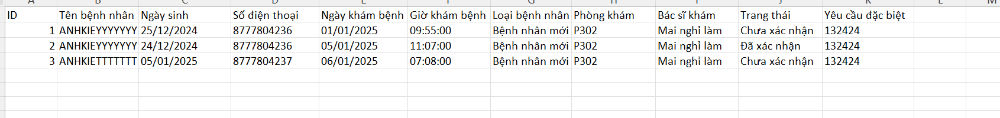 A B C D E F G H I J K L M
ID Tên bệnh nhân Ngày sinh Số điện thoại Ngày khám bệnh Giờ khám bệnh Loại bệnh nhân Phòng khám Bác sĩ khám Trang thái Yêu cầu đặc biệt
1 ANHKIEYYYYYYY 25/12/2024 8777804236 01/01/2025 09:55:00 Bệnh nhân mới P302 Mai nghỉ làm Chưa xác nhận 132424
2 ANHKIEYYYYYYY 24/12/2024 8777804236 05/01/2025 11:07:00 Bệnh nhân mới P302 Mai nghỉ làm Đã xác nhận 132424
3 ANHKIETTTTTTT 05/01/2025 8777804237 06/01/2025 07:08:00 Bệnh nhân mới P302 Mai nghỉ làm Chưa xác nhận 132424